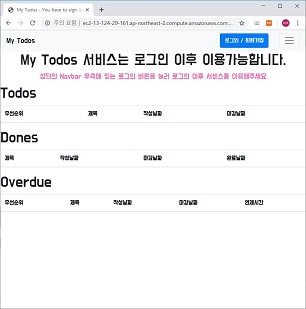 My Todos - You have to sign i
주의 요함 | ec2-13-124-29-161.ap-northeast-2.compute.amazonaws.com
My Todos
로그인 / 회원가입
My Todos 서비스는 로그인 이후 이용가능합니다.
상단의 Navbar 우측에 있는 로그인 버튼을 눌러 로그인 이후 서비스를 이용해주세요
Todos
우선순위 제목 작성날짜 마감날짜
Dones
제목 작성날짜 마감날짜 완료날짜
Overdue
우선순위 제목 작성날짜 마감날짜